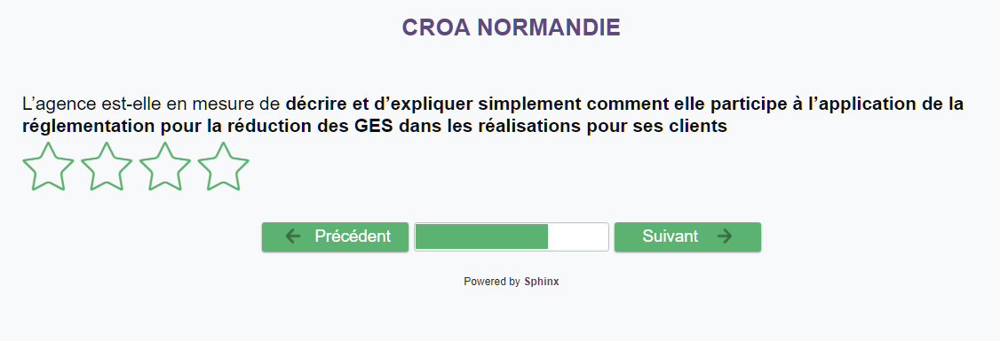 CROA NORMANDIE
L’agence est-elle en mesure de décrire et d’expliquer simplement comment elle participe à l’application de la
réglementation pour la réduction des GES dans les réalisations pour ses clients
Précédent
Suivant
Powered by Sphinx